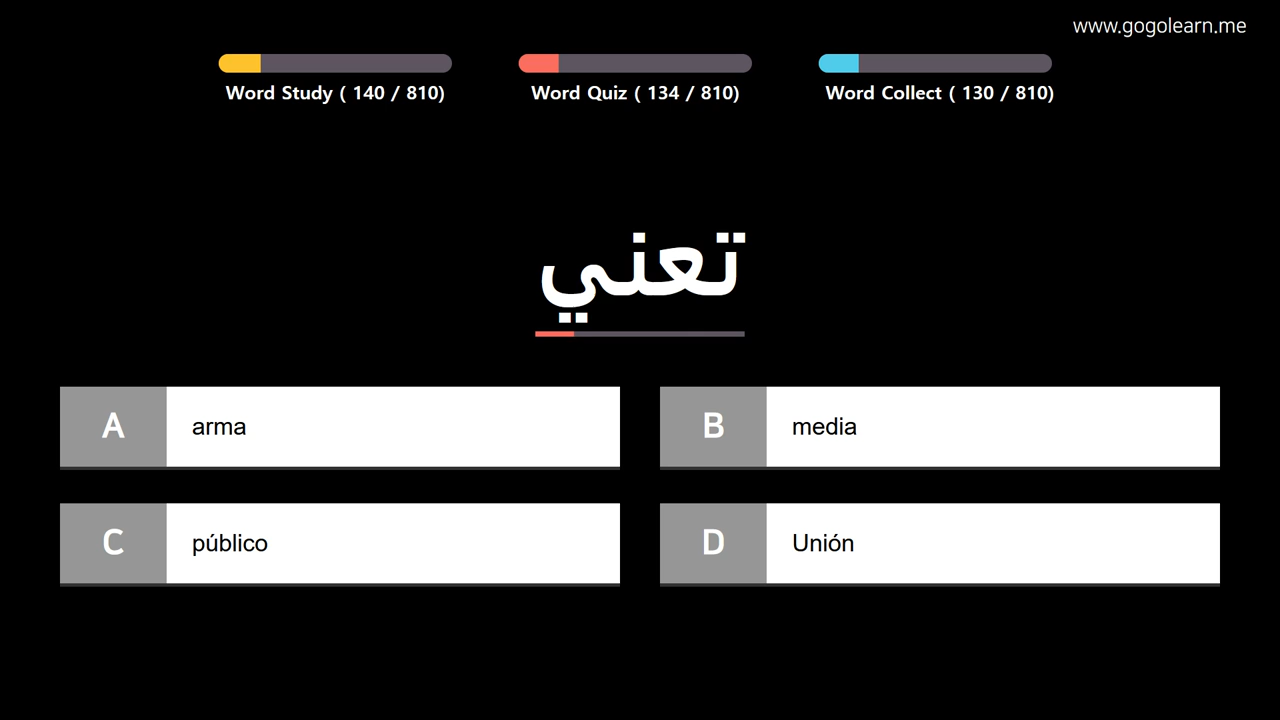 www.gogolearn.me
Word Study ( 140 / 810)
Word Quiz ( 134 / 810)
Word Collect ( 130 / 810)
تعني
A arma
B media
C público
D Unión